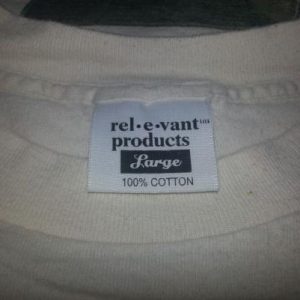 rel•e•vant
products
Large
100% COTTON